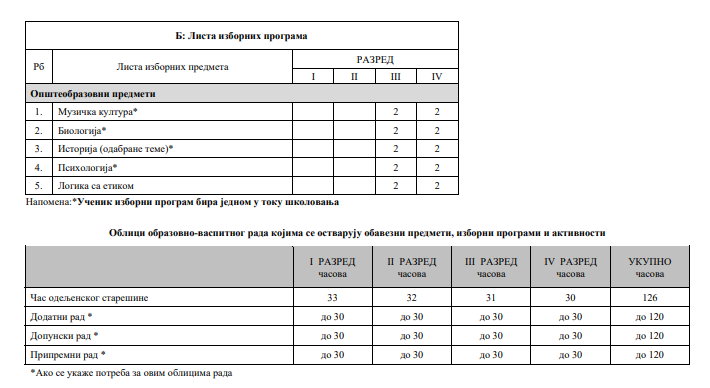 Б: Листа изборних програма
Рб Листа изборних предмета РАЗРЕД
I II III IV
Општеобразовни предмети
1. Музичка култура* 2 2
2. Биологија* 2 2
3. Историја (одабране теме)* 2 2
4. Психологија* 2 2
5. Логика са етиком 2 2
Напомена:*Ученик изборни програм бира једном у току школовања
Облици образовно-васпитног рада којима се остварују обавезни предмети, изборни програми и активности
I РАЗРЕД II РАЗРЕД III РАЗРЕД IV РАЗРЕД УКУПНО
часова часова часова часова часова
Час одељенског старешине 33 32 31 30 126
Додатни рад * до 30 до 30 до 30 до 30 до 120
Допунски рад * до 30 до 30 до 30 до 30 до 120
Припремни рад * до 30 до 30 до 30 до 30 до 120
*Ако се укаже потреба за овим облицима рада